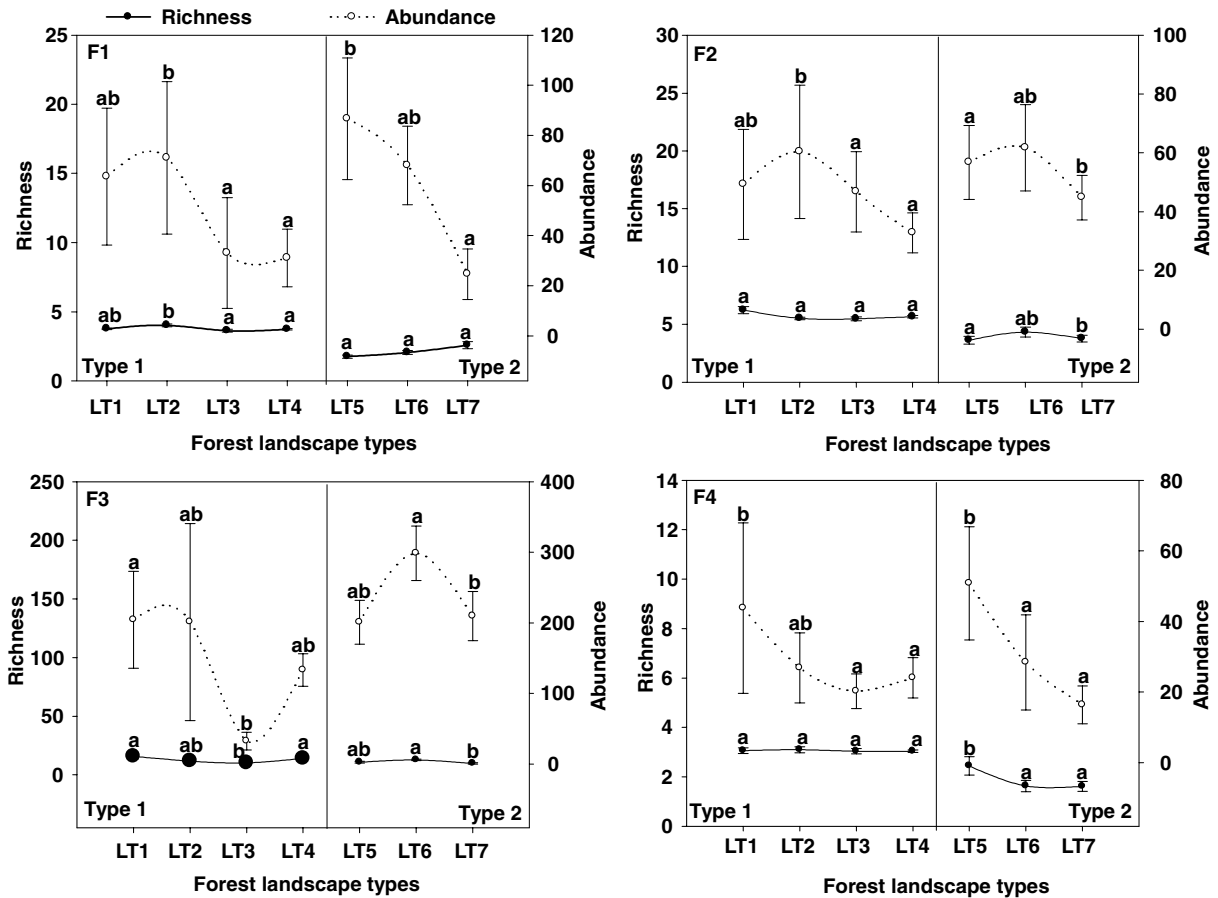 Richness Abundance
F1
25
20
15
10
5
0
Richness
120
100
80
60
40
20
0
Abundance
ab b a a b ab a
ab b a a a a a
Type 1 Type 2
LT1 LT2 LT3 LT4 LT5 LT6 LT7
Forest landscape types
F2
30
25
20
15
10
5
0
Richness
100
80
60
40
20
0
Abundance
ab b a a a ab b
a a a a a ab b
Type 1 Type 2
LT1 LT2 LT3 LT4 LT5 LT6 LT7
Forest landscape types
F3
250
200
150
100
50
0
Richness
400
300
200
100
0
Abundance
a ab b ab ab a b
a ab b a ab a b
Type 1 Type 2
LT1 LT2 LT3 LT4 LT5 LT6 LT7
Forest landscape types
F4
14
12
10
8
6
4
2
0
Richness
80
60
40
20
0
Abundance
b ab a a b a a
a a a a b a a
Type 1 Type 2
LT1 LT2 LT3 LT4 LT5 LT6 LT7
Forest landscape types